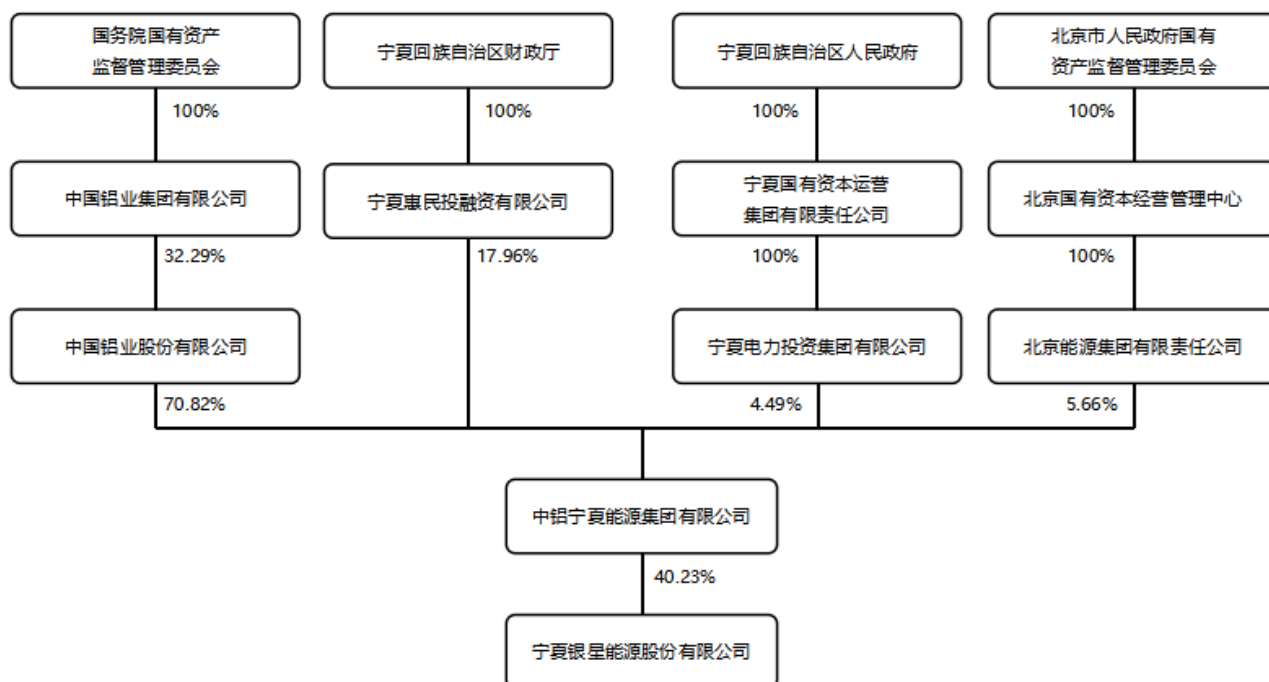 国务院国有资产
监督管理委员会
宁夏回族自治区财政厅
宁夏回族自治区人民政府
北京市人民政府国有
资产监督管理委员会
100%
100%
100%
100%
中国铝业集团有限公司
宁夏惠民投融资有限公司
宁夏国有资本运营
集团有限责任公司
北京国有资本经营管理中心
32.29%
17.96%
100%
100%
中国铝业股份有限公司
宁夏电力投资集团有限公司
北京能源集团有限责任公司
70.82%
4.49%
5.66%
中铝宁夏能源集团有限公司
40.23%
宁夏银星能源股份有限公司